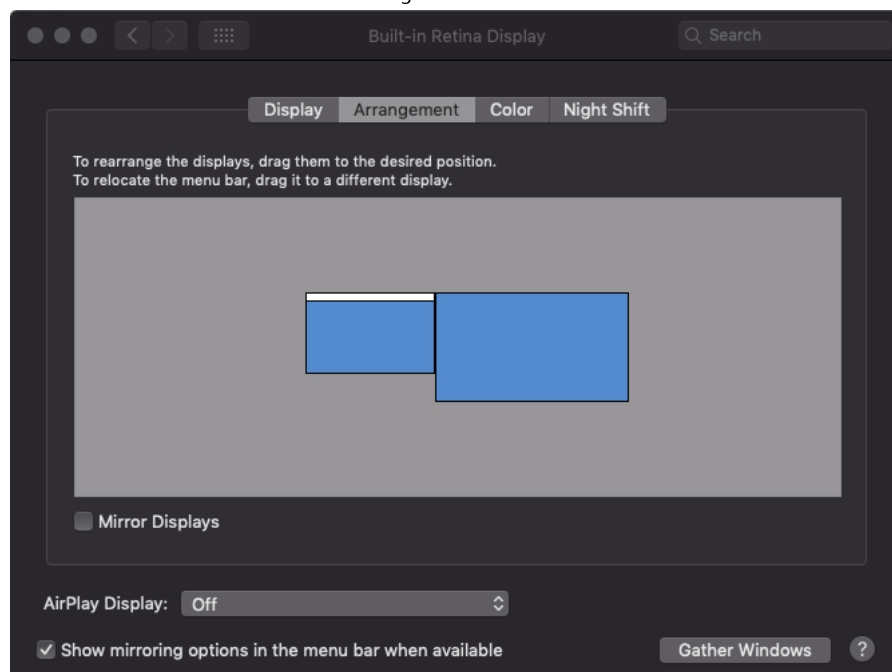 Built-in Retina Display
Search
Display Arrangement Color Night Shift
To rearrange the displays, drag them to the desired position.
To relocate the menu bar, drag it to a different display.
Mirror Displays
AirPlay Display: Off
Show mirroring options in the menu bar when available
Gather Windows ?